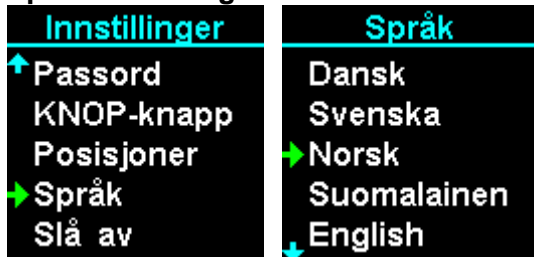 Innstillinger
Passord
KNOP-knapp
Posisjoner
Språk
Slå av
Språk
Dansk
Svenska
Norsk
Suomalainen
English